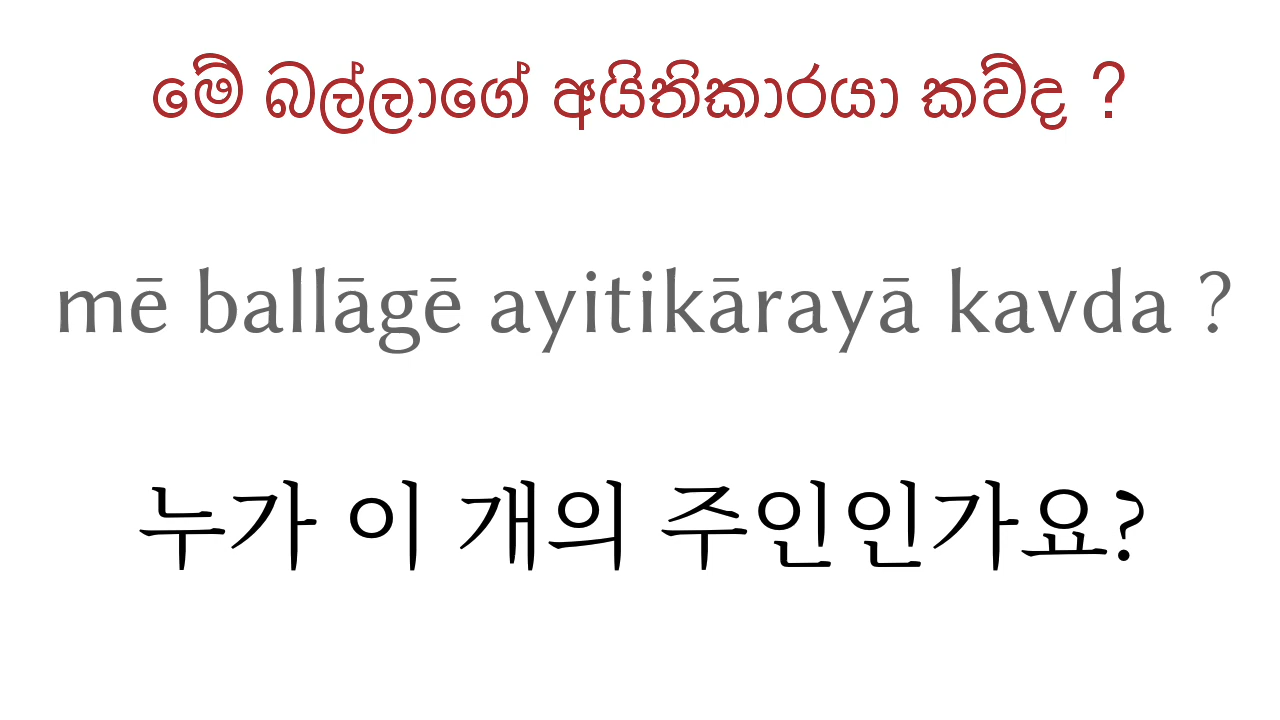 මේ බල්ලාගේ අයිතිකාරයා කව්ද ?
mē ballāgē ayitikārayā kavda ?
누가 이 개의 주인인가요?